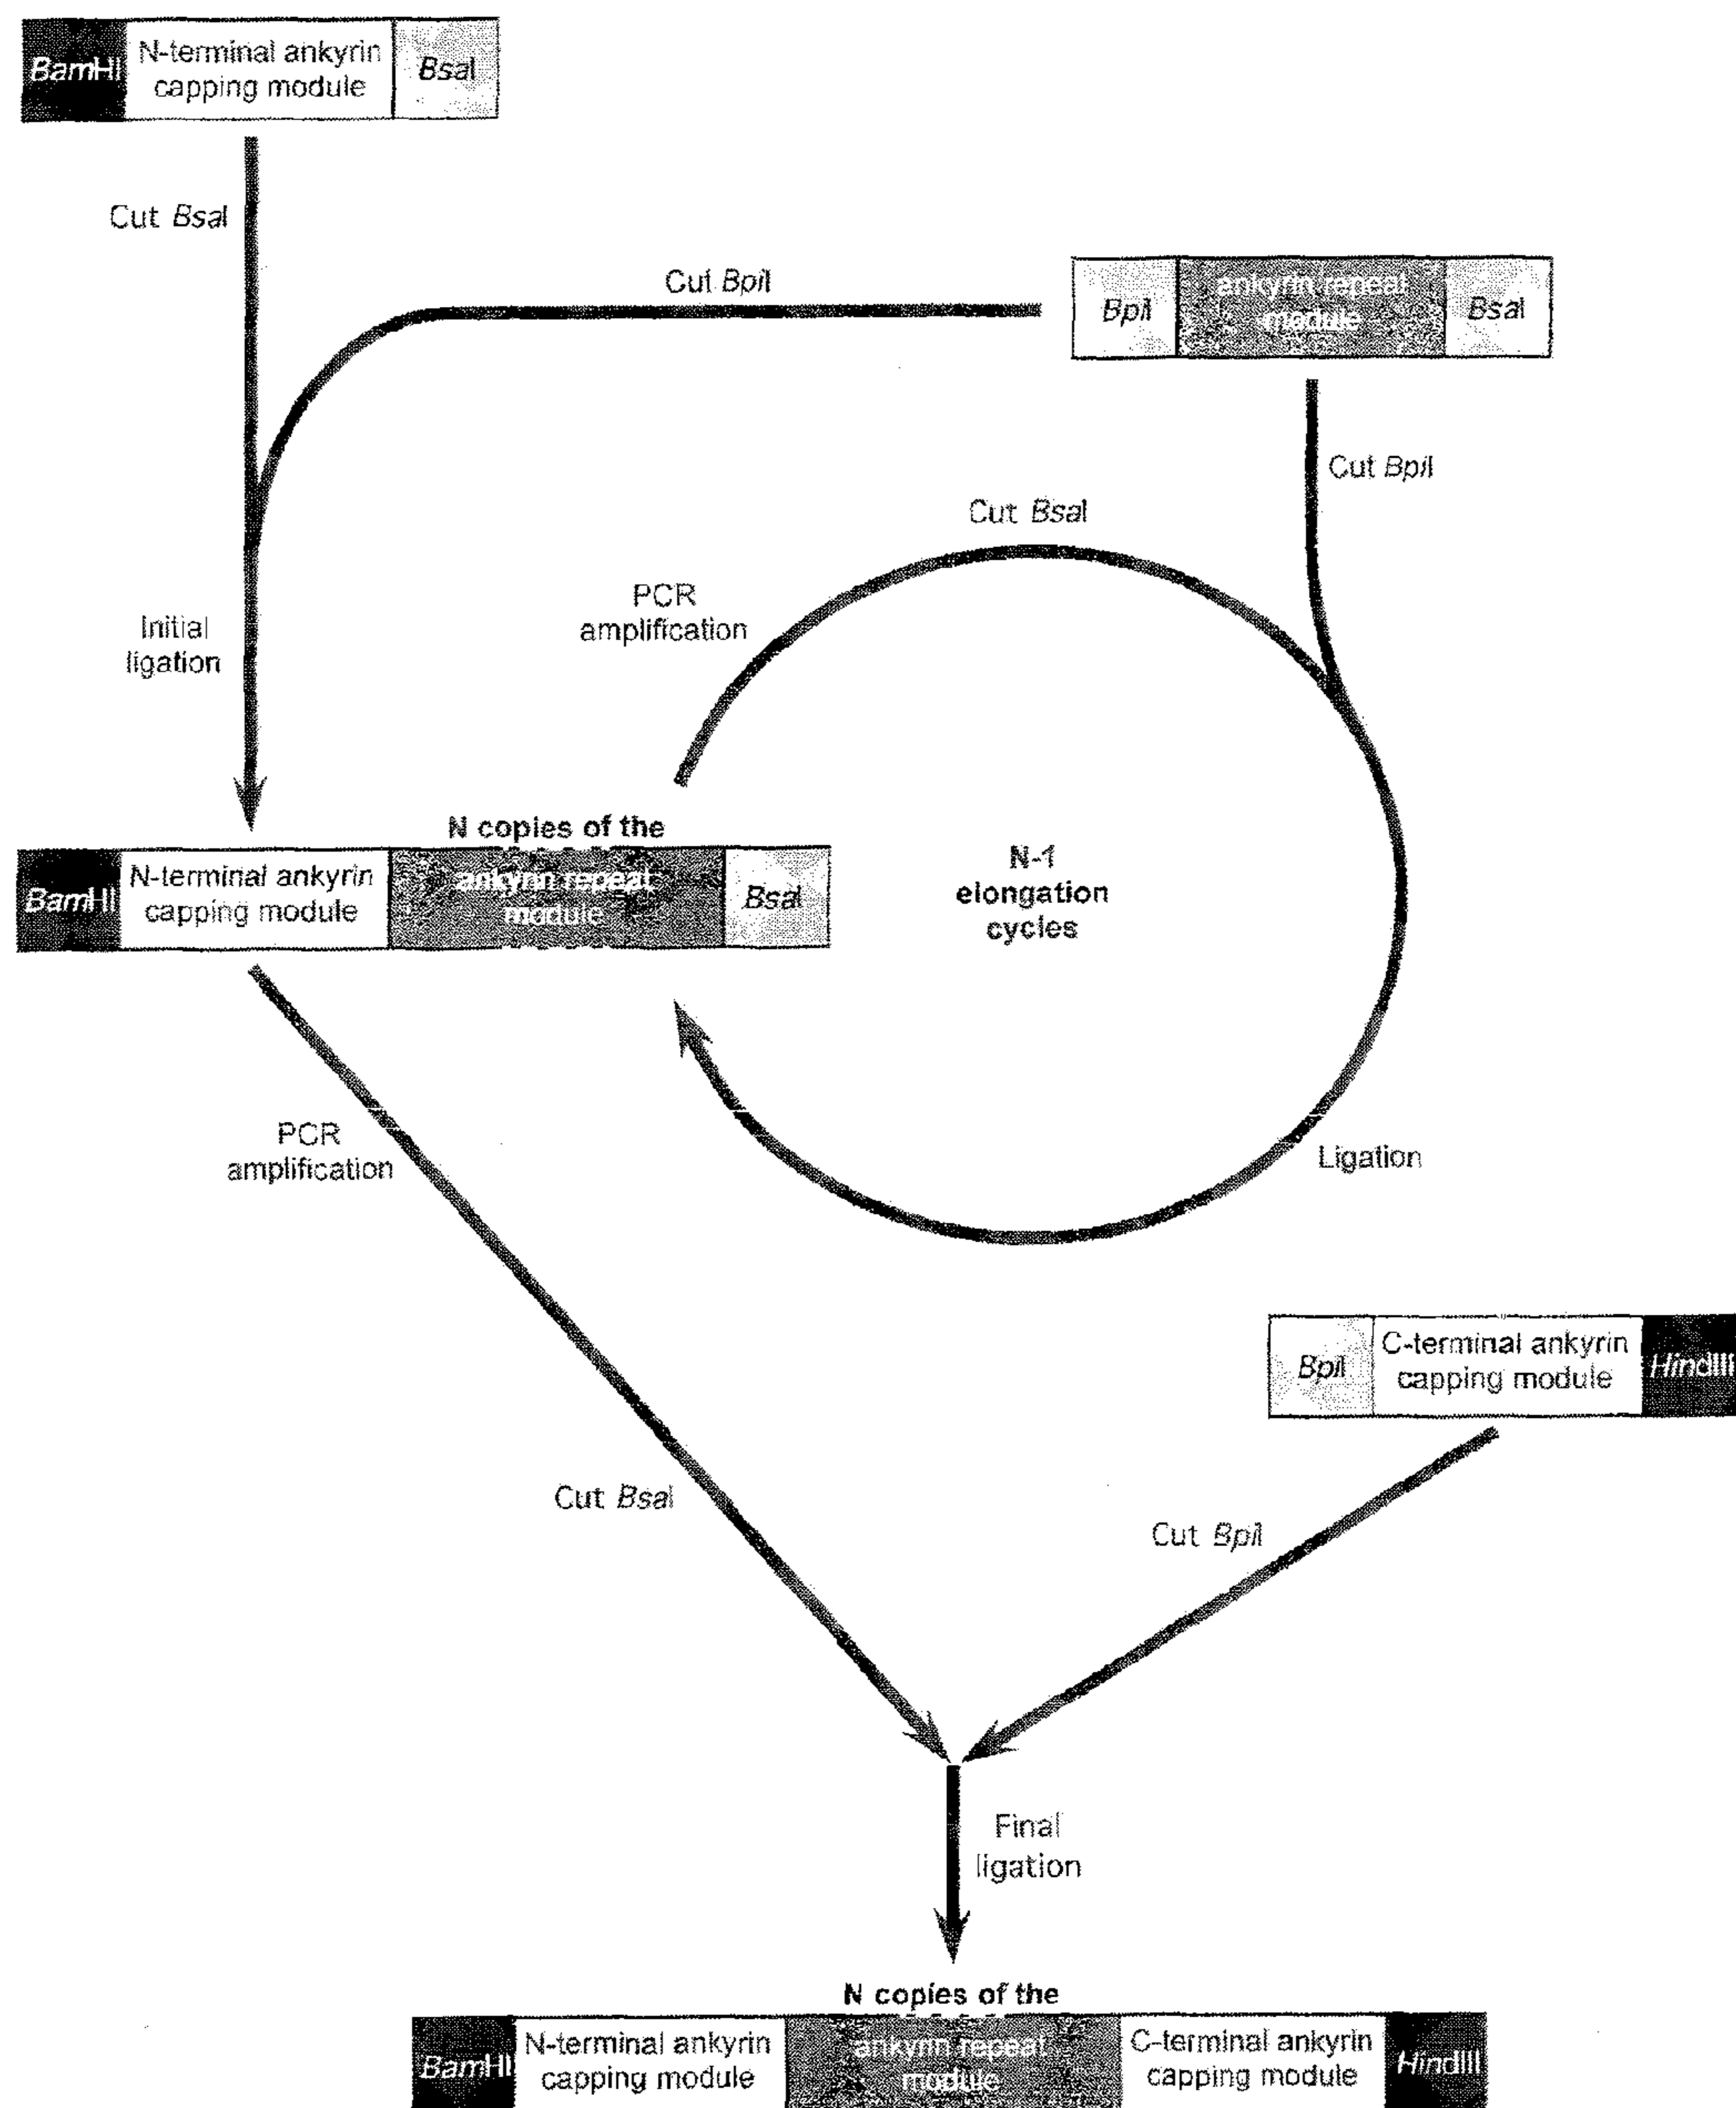 BamHI
N-terminal ankyrin
capping module
BsaI
Cut BsaI
Cut BpiI
BpiI
ankyrin repeat
module
BsaI
Cut BpiI
Cut BsaI
PCR
amplification
Initial
ligation
N copies of the
BamHI
N-terminal ankyrin
capping module
ankyrin repeat
module
BsaI
N-1
elongation
cycles
PCR
amplification
Ligation
BpiI
C-terminal ankyrin
capping module
HindIII
Cut BsaI
Cut BpiI
Final
ligation
N copies of the
BamHI
N-terminal ankyrin
capping module
ankyrin repeat
module
C-terminal ankyrin
capping module
HindIII